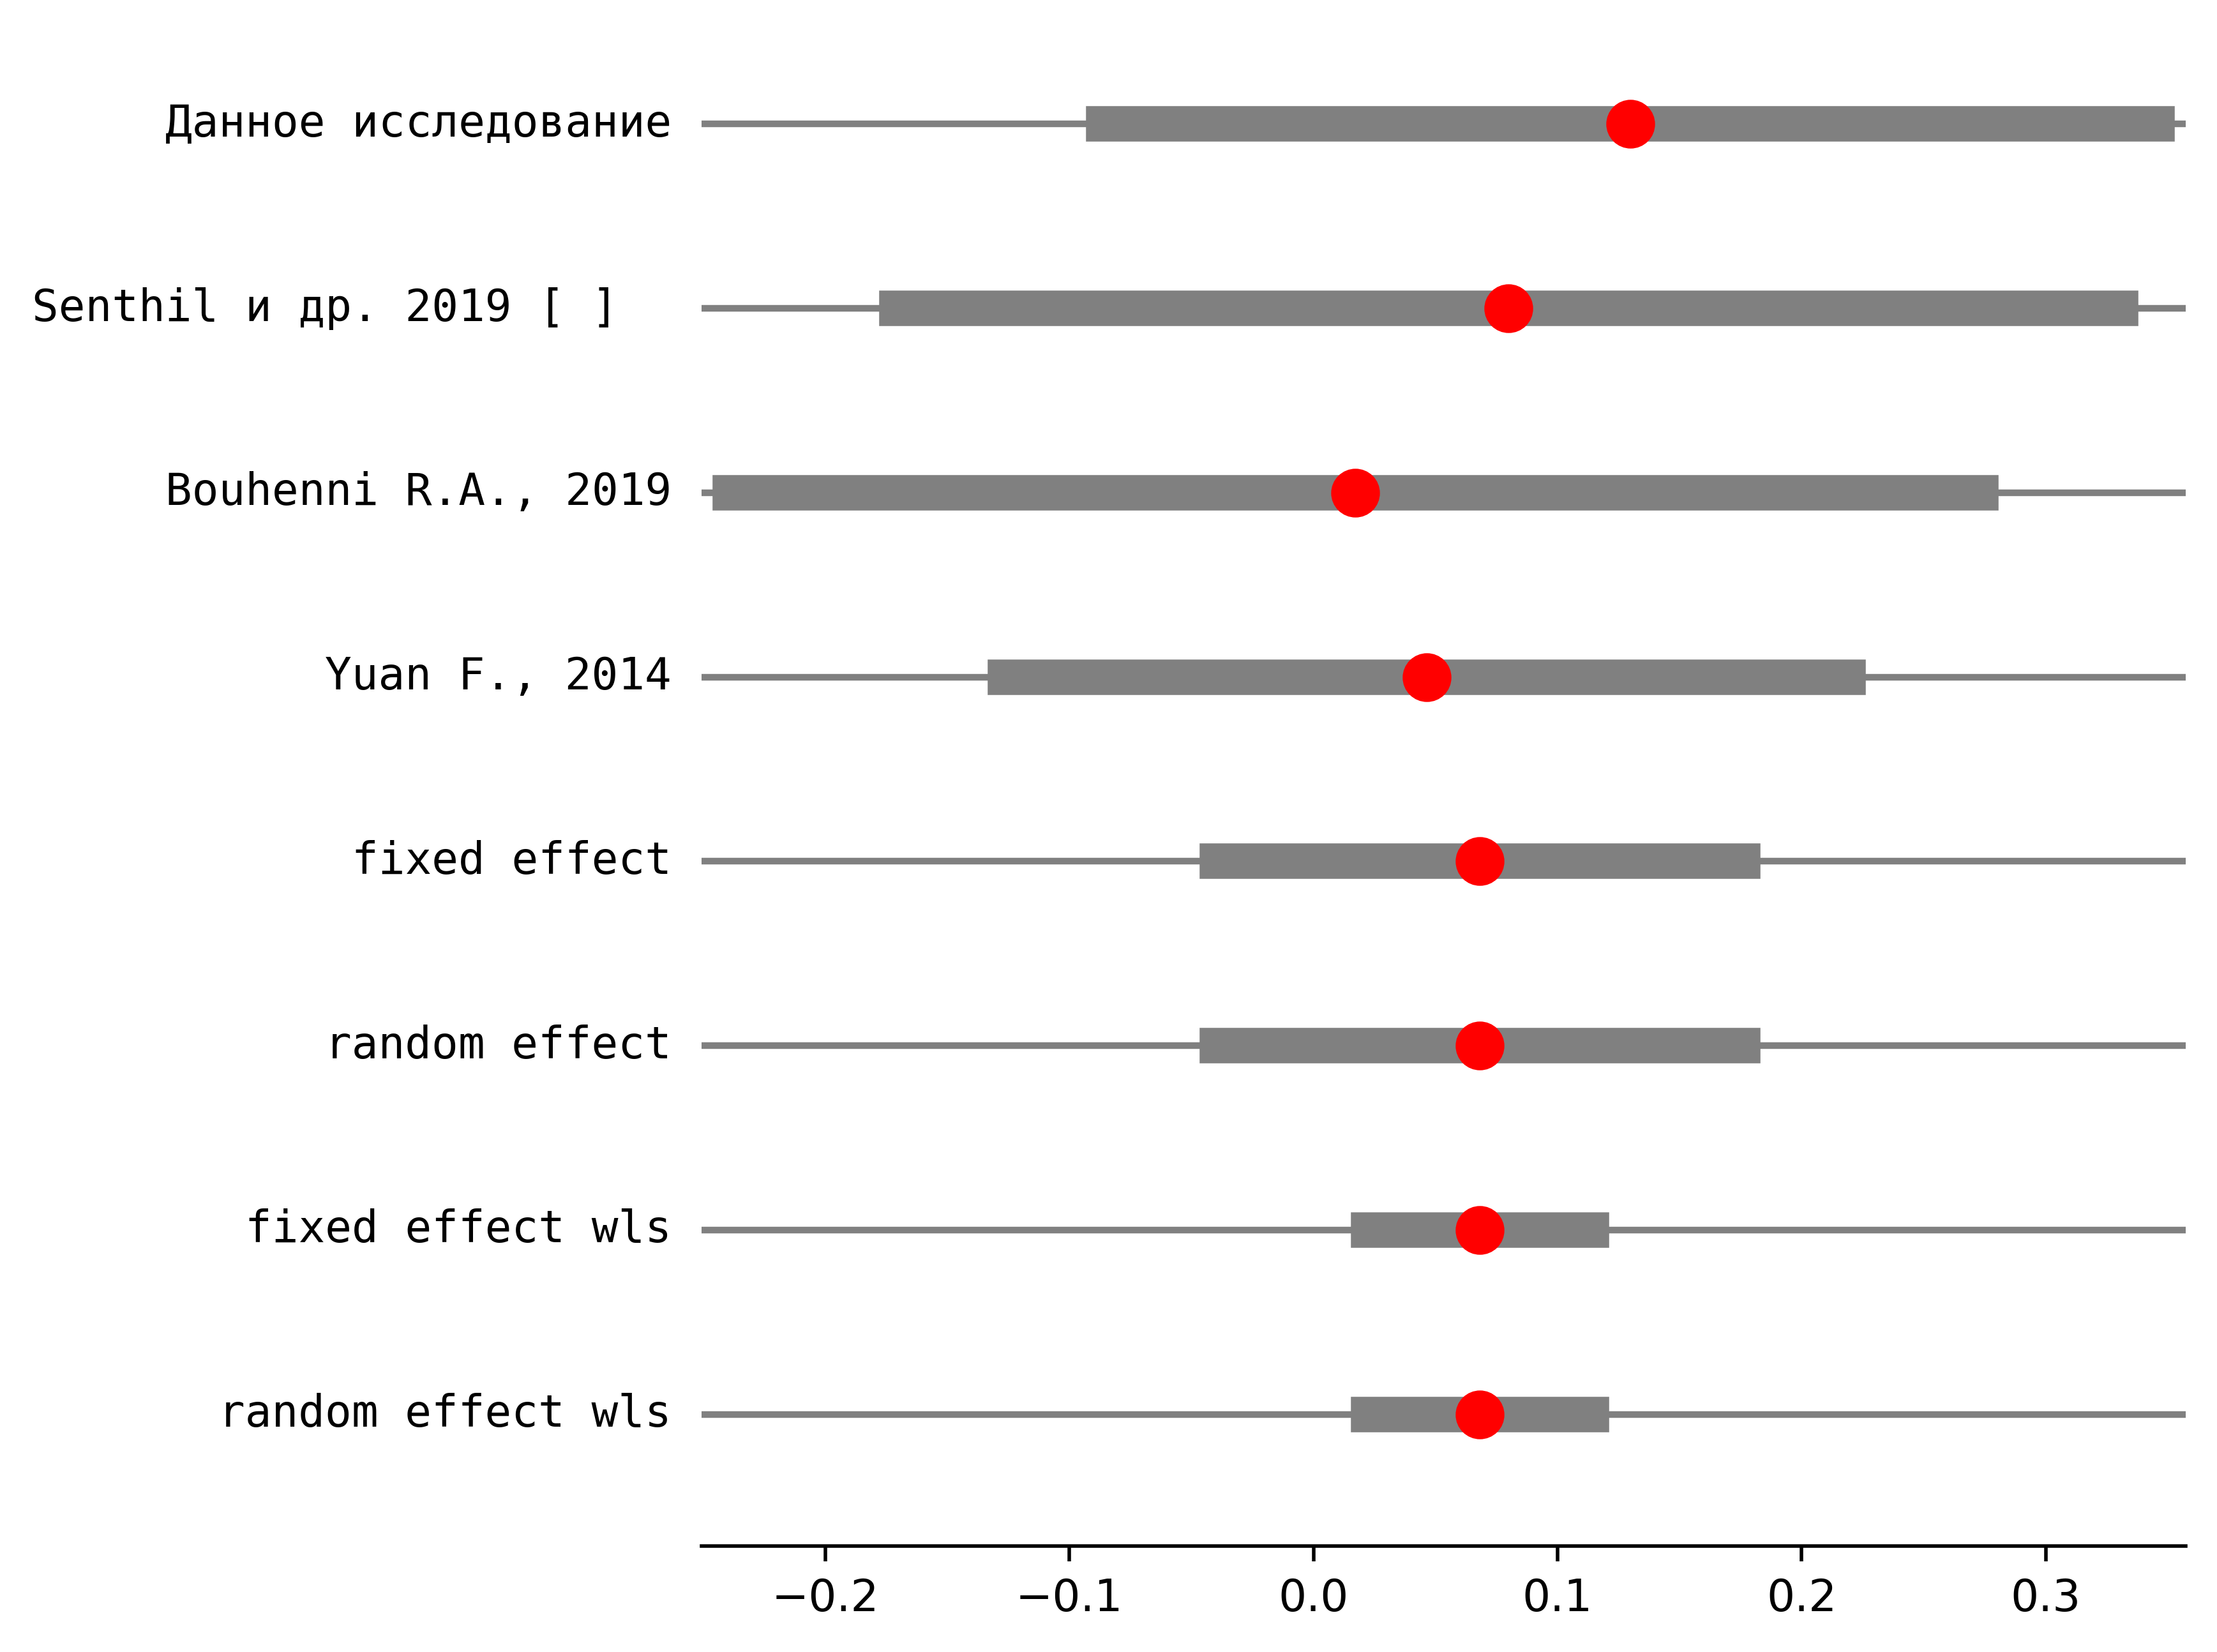 Данное исследование
Senthil и др. 2019 [ ]
Bouhenni R.A., 2019
Yuan F., 2014
fixed effect
random effect
fixed effect wls
random effect wls
−0.2 −0.1 0.0 0.1 0.2 0.3